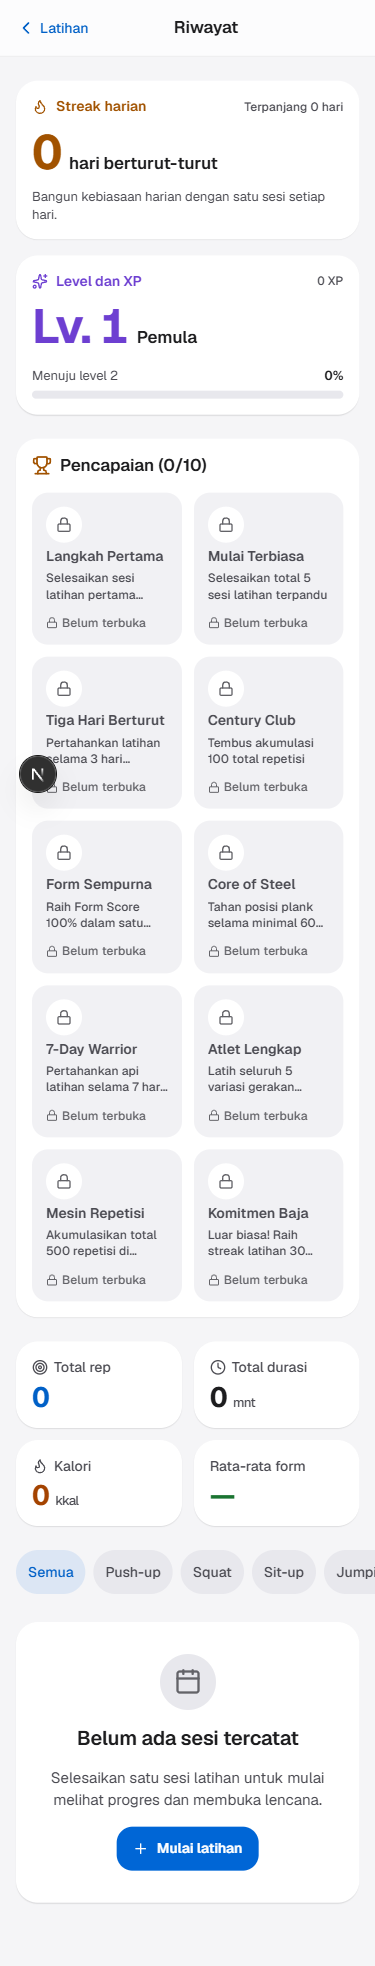 Latihan
Riwayat
Streak harian
Terpanjang 0 hari
0 hari berturut-turut
Bangun kebiasaan harian dengan satu sesi setiap
hari.
Level dan XP
0 XP
Lv. 1 Pemula
Menuju level 2
0%
Pencapaian (0/10)
Langkah Pertama
Selesaikan sesi
latihan pertama...
Belum terbuka
Mulai Terbiasa
Selesaikan total 5
sesi latihan terpandu
Belum terbuka
Tiga Hari Berturut
Pertahankan latihan
selama 3 hari...
Belum terbuka
Century Club
Tembus akumulasi
100 total repetisi
Belum terbuka
N
Form Sempurna
Raih Form Score
100% dalam satu...
Belum terbuka
Core of Steel
Tahan posisi plank
selama minimal 60...
Belum terbuka
7-Day Warrior
Pertahankan api
latihan selama 7 har...
Belum terbuka
Atlet Lengkap
Latih seluruh 5
variasi gerakan...
Belum terbuka
Mesin Repetisi
Akumulasikan total
500 repetisi di...
Belum terbuka
Komitmen Baja
Luar biasa! Raih
streak latihan 30...
Belum terbuka
Total rep
0
Total durasi
0 mnt
Kalori
0 kkal
Rata-rata form
—
Semua
Push-up
Squat
Sit-up
Jumpi
Belum ada sesi tercatat
Selesaikan satu sesi latihan untuk mulai
melihat progres dan membuka lencana.
+ Mulai latihan